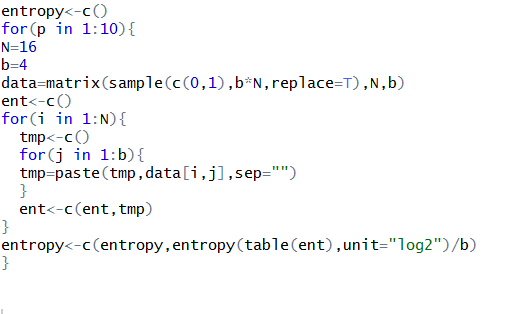 entropy<-c()
for(p in 1:10){
N=16
b=4
data=matrix(sample(c(0,1),b*N,replace=T),N,b)
ent<-c()
for(i in 1:N){
  tmp<-c()
  for(j in 1:b){
  tmp=paste(tmp,data[i,j],sep="")
  }
  ent<-c(ent,tmp)
}
entropy<-c(entropy,entropy(table(ent),unit="log2")/b)
}